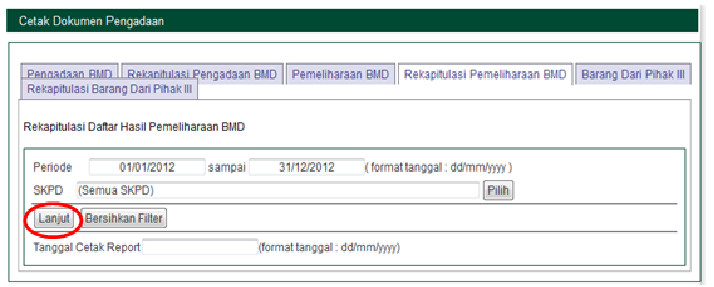 Cetak Dokumen Pengadaan
Pengadaan BMD Rekapitulasi Pengadaan BMD Pemeliharaan BMD Rekapitulasi Pemeliharaan BMD Barang Dari Pihak III
Rekapitulasi Barang Dari Pihak III
Rekapitulasi Daftar Hasil Pemeliharaan BMD
Periode 01/01/2012 sampai 31/12/2012 ( format tanggal : dd/mm/yyyy )
SKPD (Semua SKPD) Pilih
Lanjut Bersihkan Filter
Tanggal Cetak Report (format tanggal : dd/mm/yyyy)